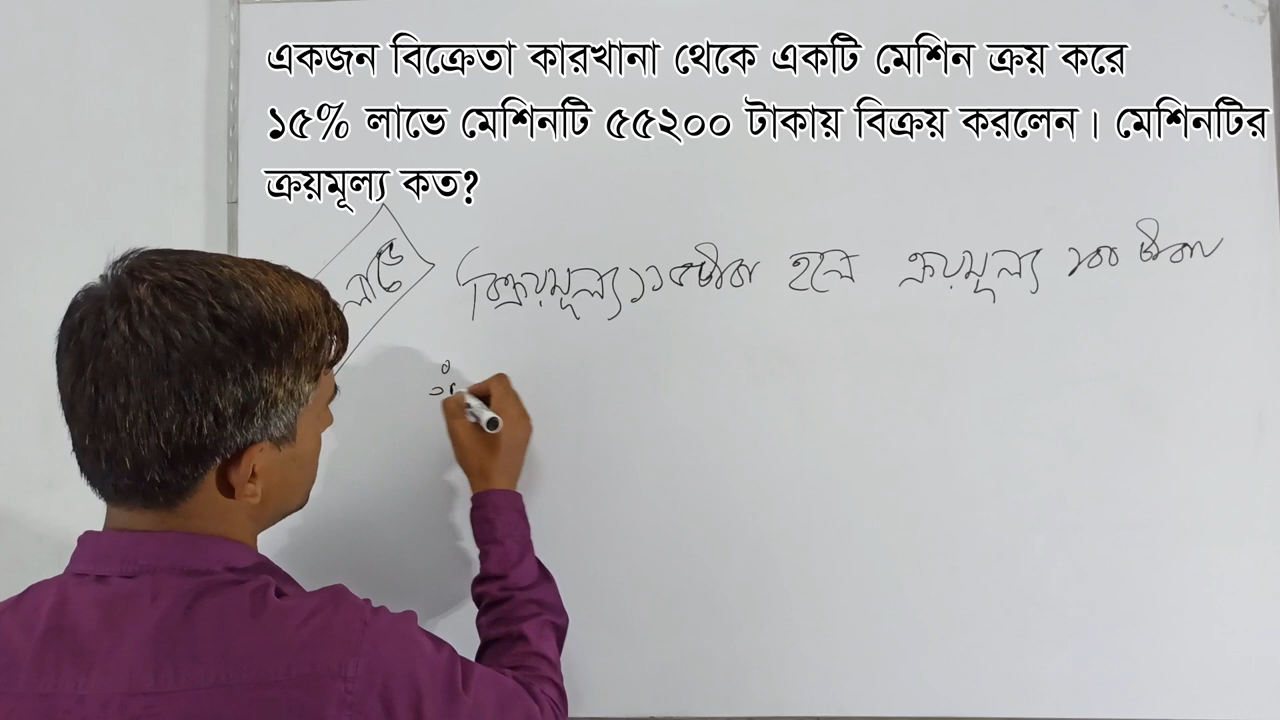 একজন বিক্রেতা কারখানা থেকে একটি মেশিন ক্রয় করে
১৫% লাভে মেশিনটি ৫৫২০০ টাকায় বিক্রয় করলেন। মেশিনটির
ক্রয়মূল্য কত?
লাভে
বিক্রয়মূল্য ১১৫ টাকা হলে ক্রয়মূল্য ১০০ টাকা